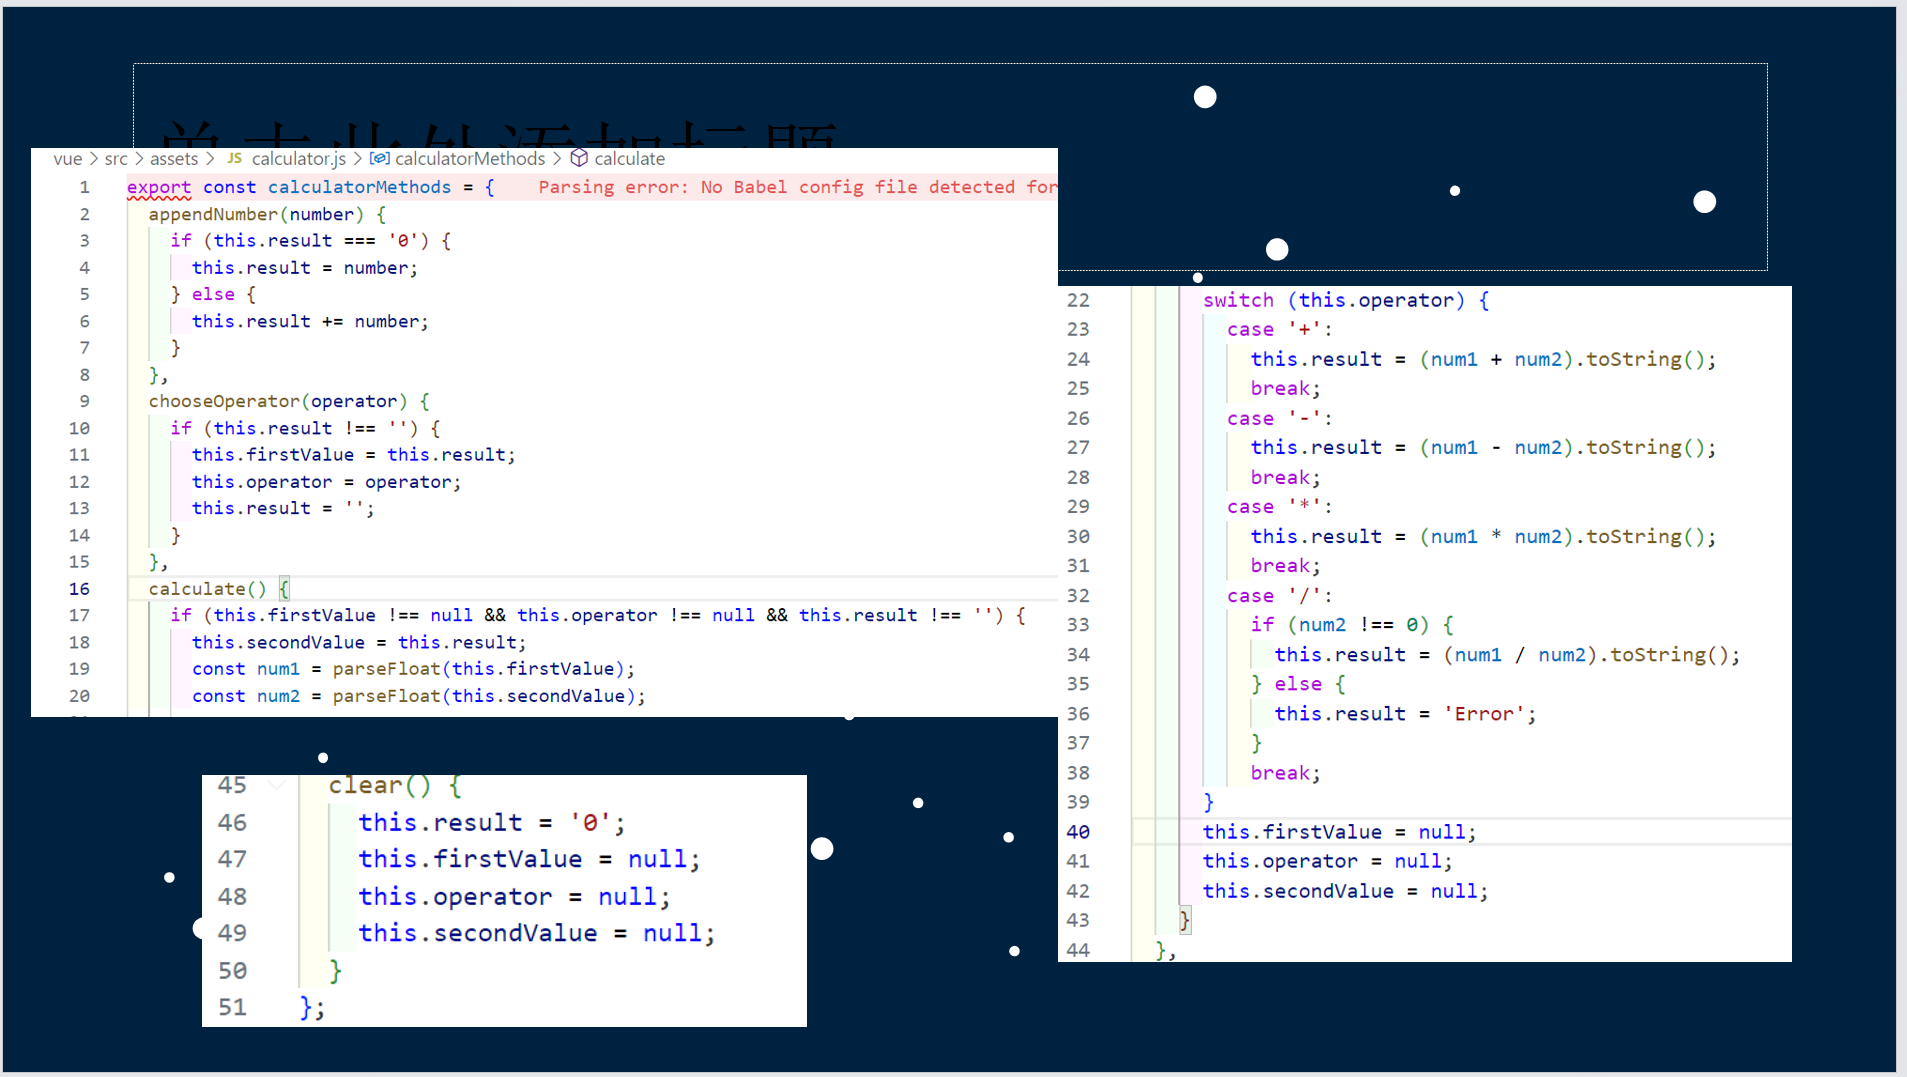 单击此处添加标题
vue > src > assets > JS calculator.js > calculatorMethods > calculate
1 export const calculatorMethods = { Parsing error: No Babel config file detected for
2 appendNumber(number) {
3 if (this.result === '0') {
4 this.result = number;
5 } else {
6 this.result += number;
7 }
8 },
9 chooseOperator(operator) {
10 if (this.result !== '') {
11 this.firstValue = this.result;
12 this.operator = operator;
13 this.result = '';
14 }
15 },
16 calculate() {
17 if (this.firstValue !== null && this.operator !== null && this.result !== '') {
18 this.secondValue = this.result;
19 const num1 = parseFloat(this.firstValue);
20 const num2 = parseFloat(this.secondValue);
22 switch (this.operator) {
23 case '+':
24 this.result = (num1 + num2).toString();
25 break;
26 case '-':
27 this.result = (num1 - num2).toString();
28 break;
29 case '*':
30 this.result = (num1 * num2).toString();
31 break;
32 case '/':
33 if (num2 !== 0) {
34 this.result = (num1 / num2).toString();
35 } else {
36 this.result = 'Error';
37 }
38 break;
39 }
40 this.firstValue = null;
41 this.operator = null;
42 this.secondValue = null;
43 }
44 },
45 clear() {
46 this.result = '0';
47 this.firstValue = null;
48 this.operator = null;
49 this.secondValue = null;
50 }
51 };